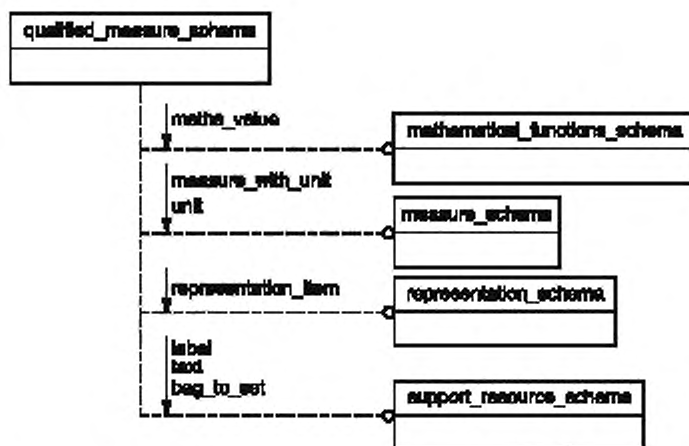 qualified_measure_schema
maths_value
mathematical_functions_schema
measure_with_unit
unit
measure_schema
representation_item
representation_schema
label
text
bag_to_set
support_resource_schema